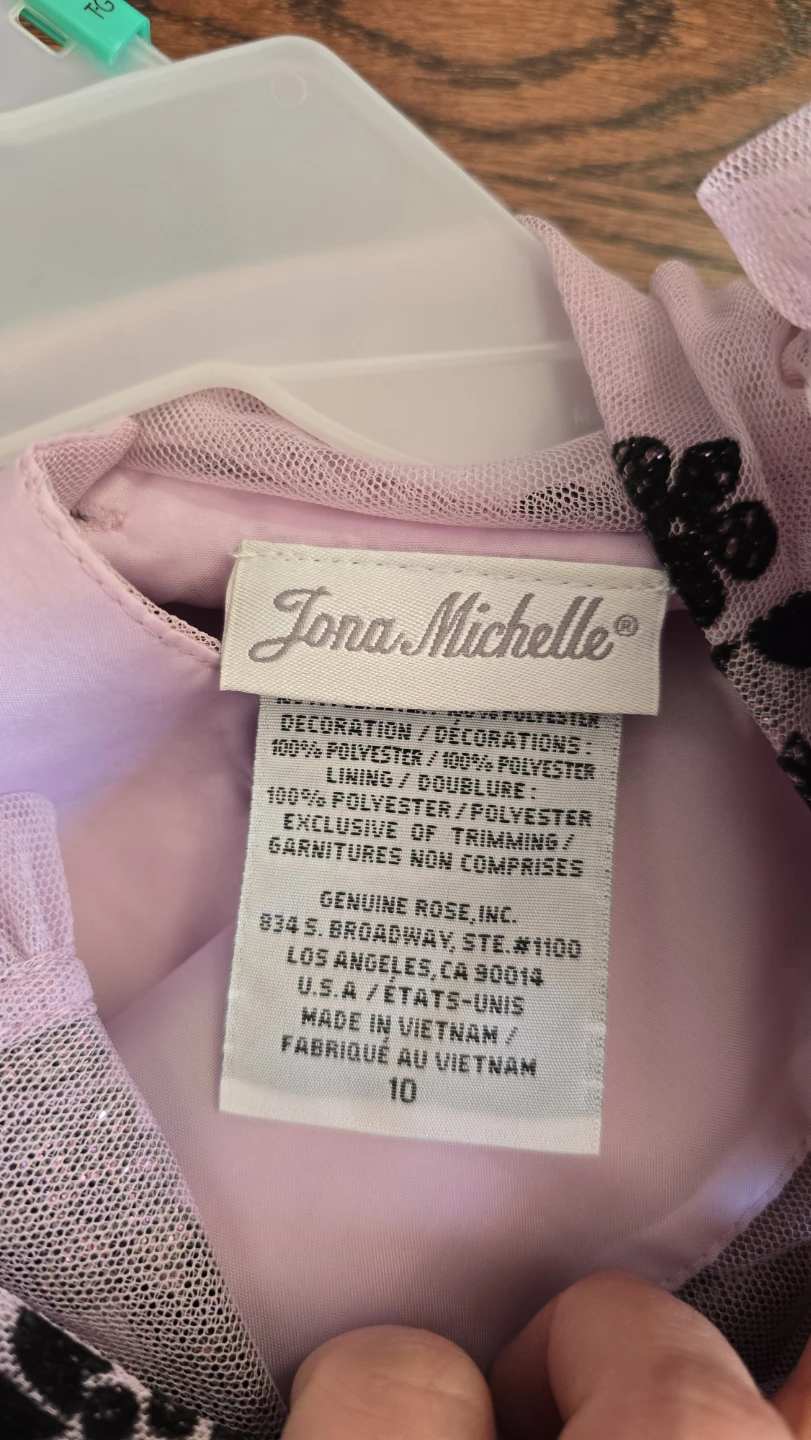 Jona Michelle®
DECORATION / DÉCORATIONS :
100% POLYESTER / 100% POLYESTER
LINING / DOUBLURE :
100% POLYESTER / POLYESTER
EXCLUSIVE OF TRIMMING /
GARNITURES NON COMPRISES
GENUINE ROSE, INC.
834 S. BROADWAY, STE.#1100
LOS ANGELES, CA 90014
U.S.A / ÉTATS-UNIS
MADE IN VIETNAM /
FABRIQUÉ AU VIETNAM
10